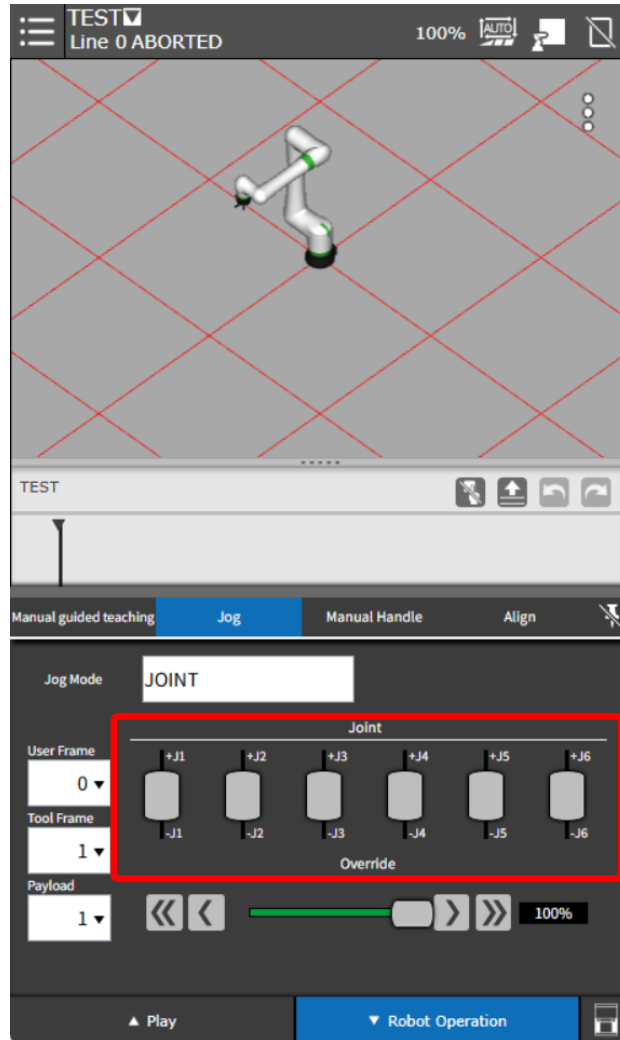 TEST
Line 0 ABORTED
100%
AUTO
TEST
Manual guided teaching Jog Manual Handle Align
Jog Mode JOINT
Joint
User Frame
0
+J1 +J2 +J3 +J4 +J5 +J6
Tool Frame
1
-J1 -J2 -J3 -J4 -J5 -J6
Override
Payload
1
100%
Play Robot Operation